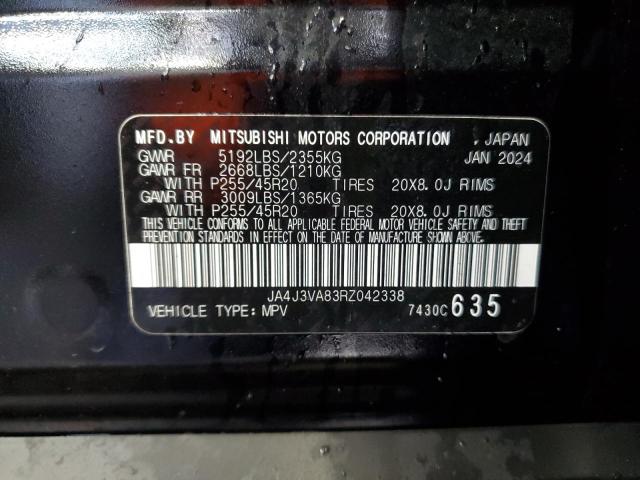 MFD.BY MITSUBISHI MOTORS CORPORATION . JAPAN
GVWR 5192LBS/2355KG JAN 2024
GAWR FR 2668LBS/1210KG
WITH P255/45R20 TIRES 20X8.0J RIMS
GAWR RR 3009LBS/1365KG
WITH P255/45R20 TIRES 20X8.0J RIMS
THIS VEHICLE CONFORMS TO ALL APPLICABLE FEDERAL MOTOR VEHICLE SAFETY AND THEFT
PREVENTION STANDARDS IN EFFECT ON THE DATE OF MANUFACTURE SHOWN ABOVE.
JA4J3VA83RZ042338
VEHICLE TYPE: MPV 7430C 635